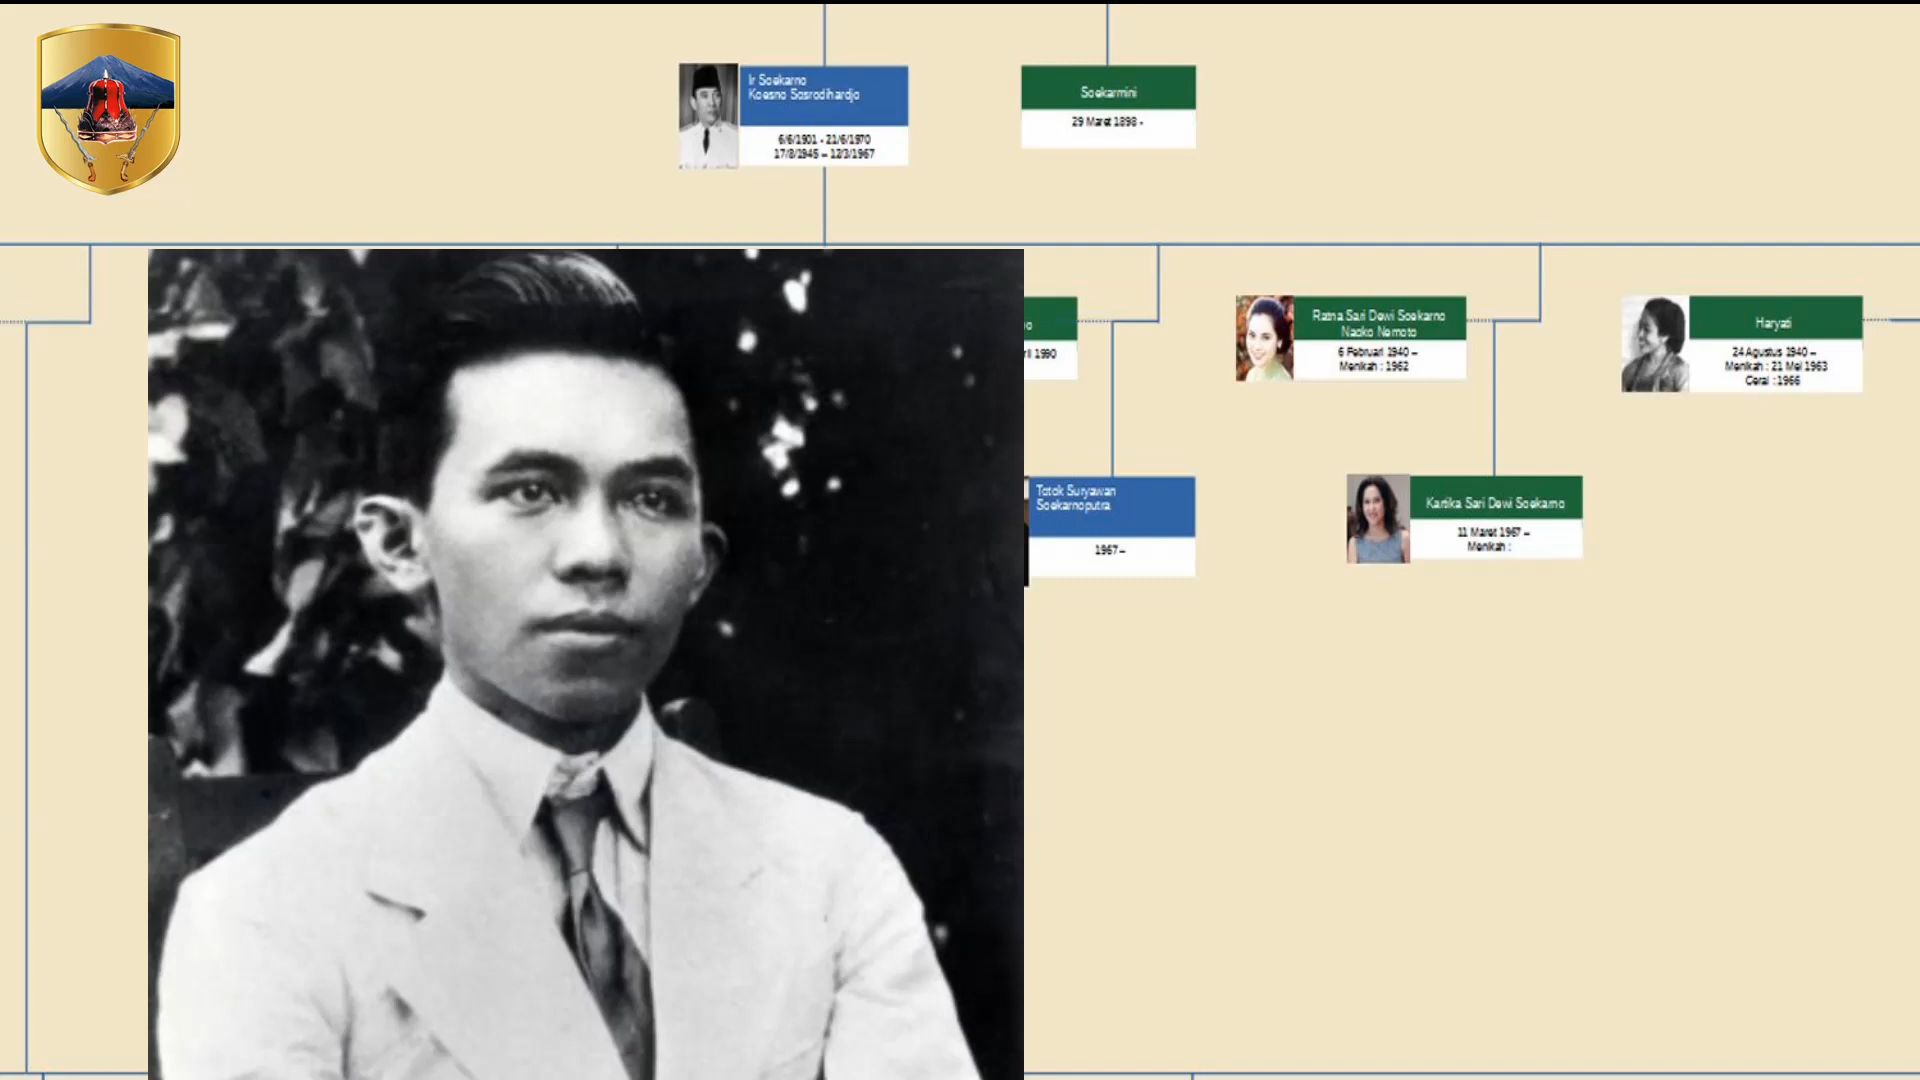 Ir Soekarno
Koesno Sosrodihardjo
6/6/1901 - 21/6/1970
17/8/1945 – 12/3/1967
Soekarmini
29 Maret 1898 -
1990
Ratna Sari Dewi Soekarno
Naoko Nemoto
6 Februari 1940 –
Menikah : 1962
Haryati
24 Agustus 1940 –
Menikah : 21 Mei 1963
Cerai : 1966
Totok Suryawan
Soekarnoputra
1967 –
Kartika Sari Dewi Soekarno
11 Maret 1967 –
Menikah :